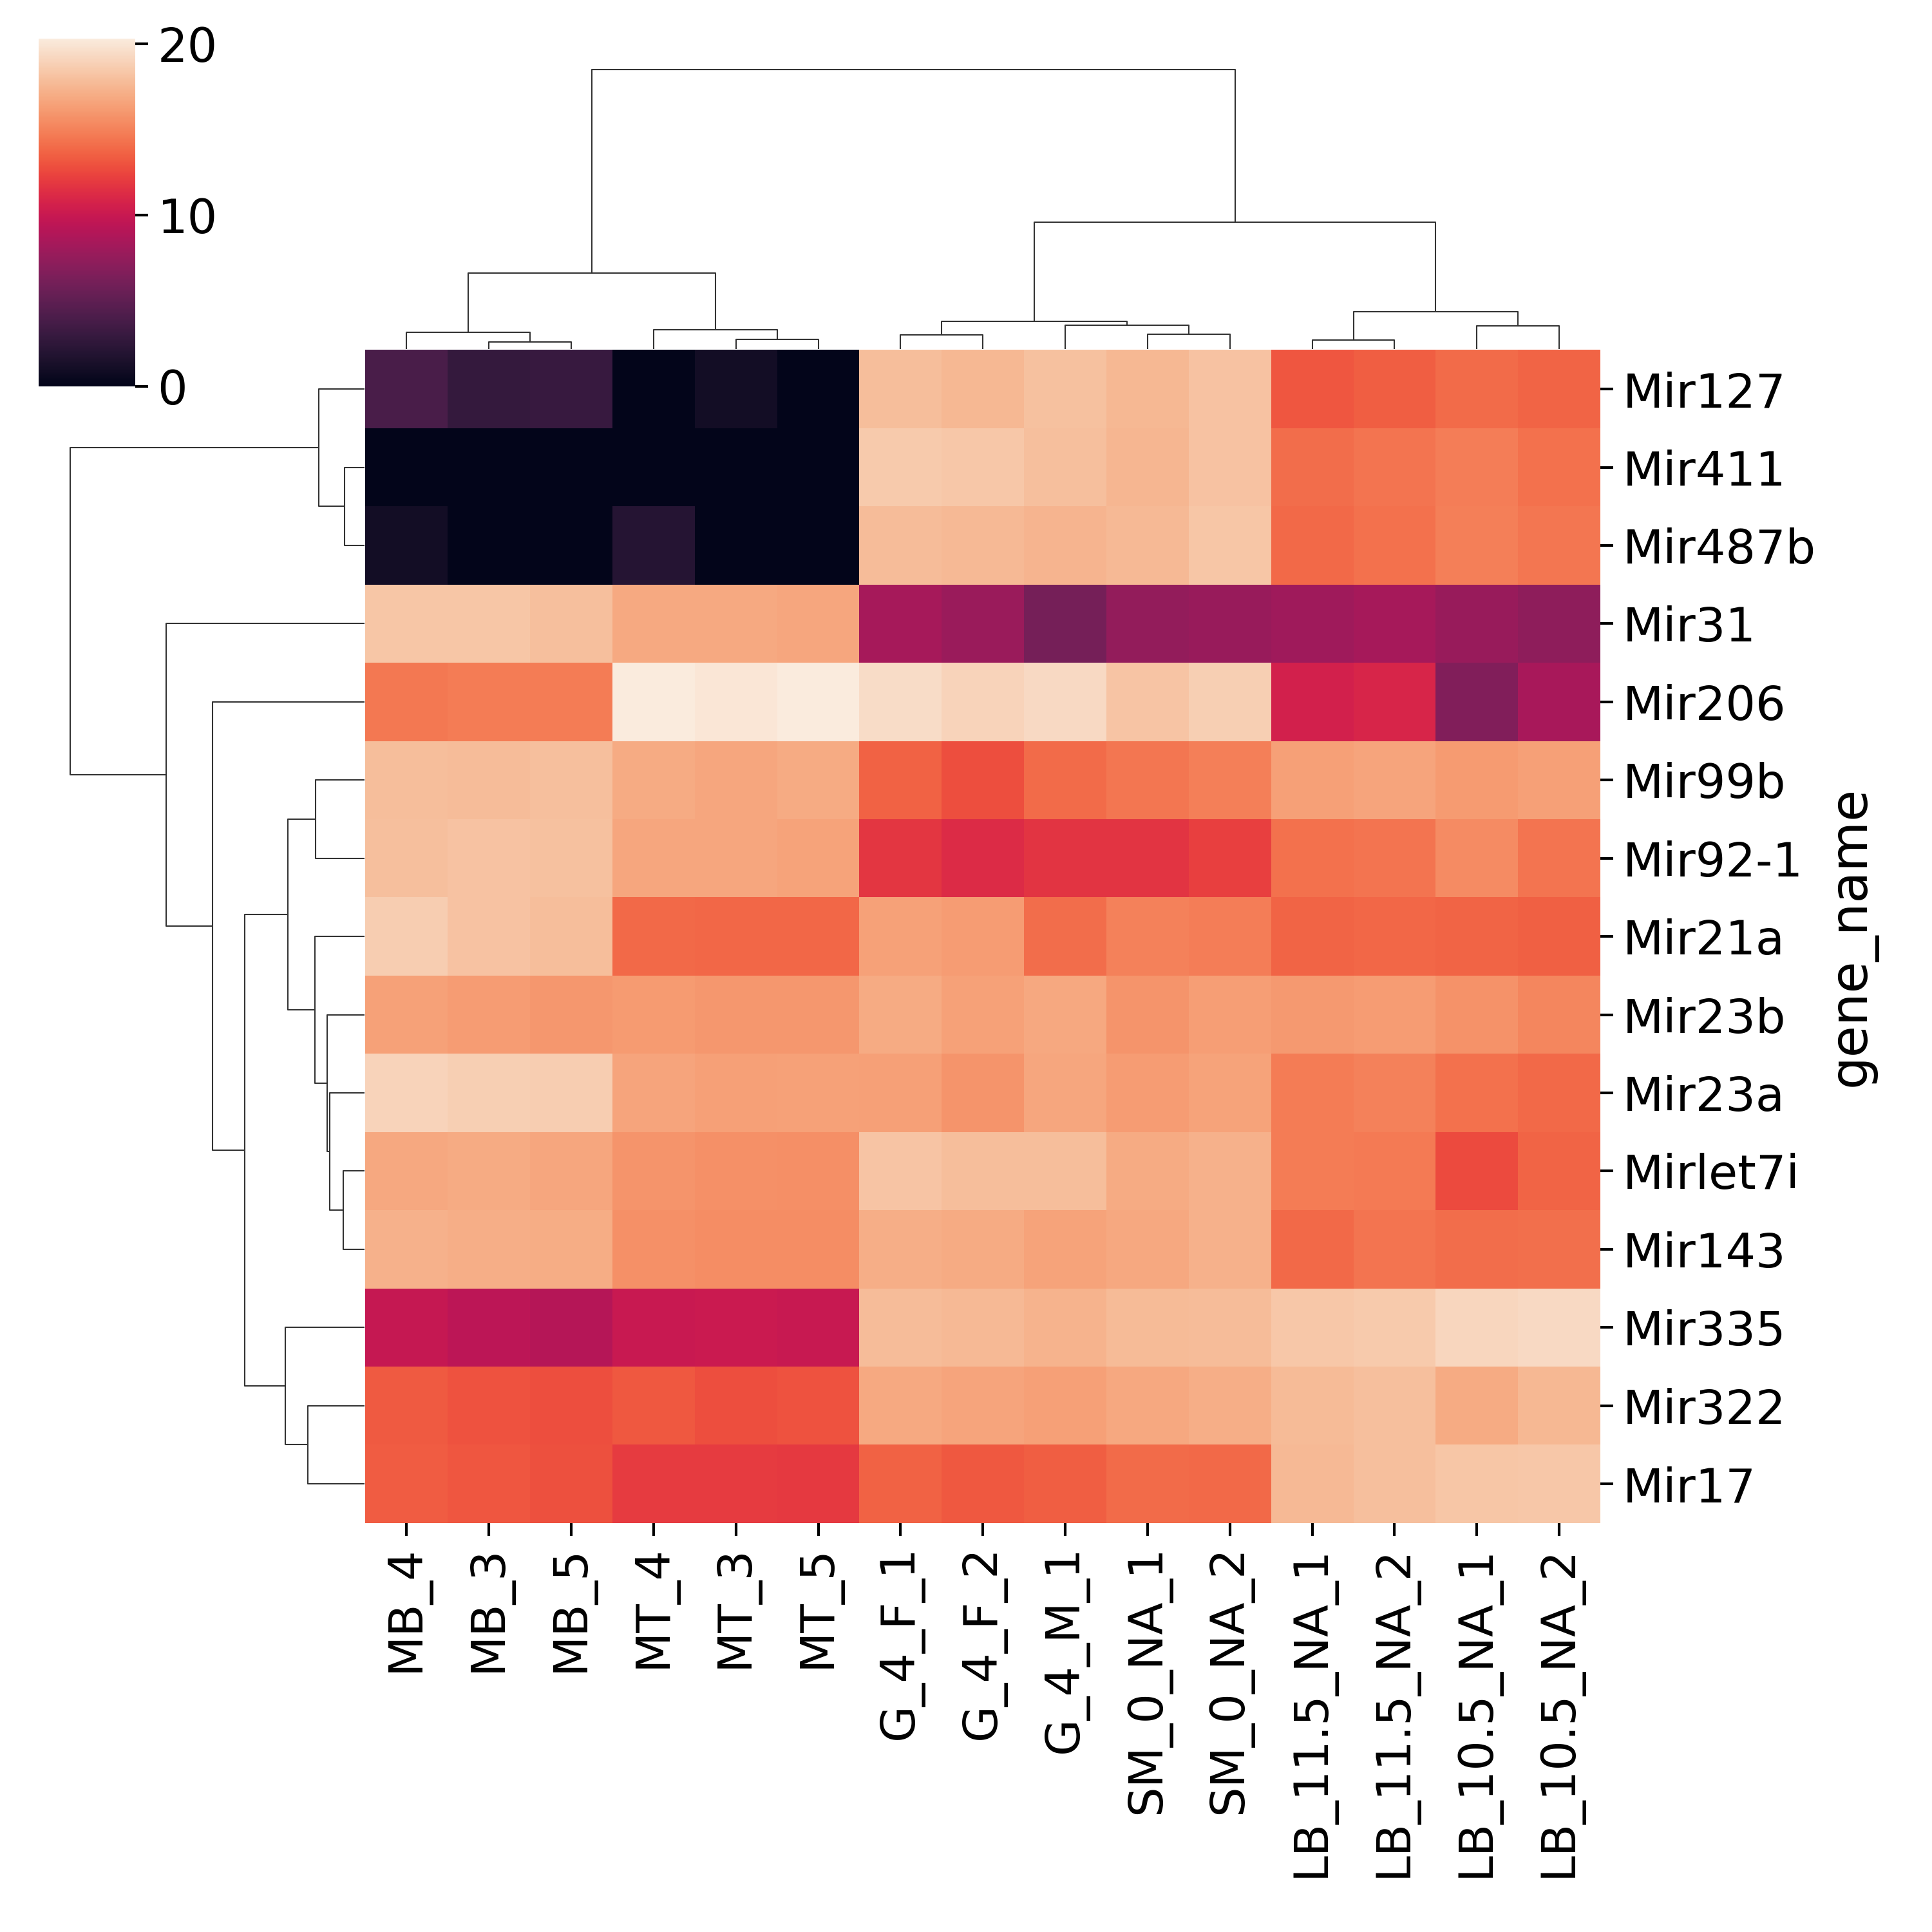 20
10
0
Mir127
Mir411
Mir487b
Mir31
Mir206
Mir99b
Mir92-1
Mir21a
Mir23b
Mir23a
Mirlet7i
Mir143
Mir335
Mir322
Mir17
gene_name
MB_4
MB_3
MB_5
MT_4
MT_3
MT_5
G_4_F_1
G_4_F_2
G_4_M_1
SM_0_NA_1
SM_0_NA_2
LB_11.5_NA_1
LB_11.5_NA_2
LB_10.5_NA_1
LB_10.5_NA_2